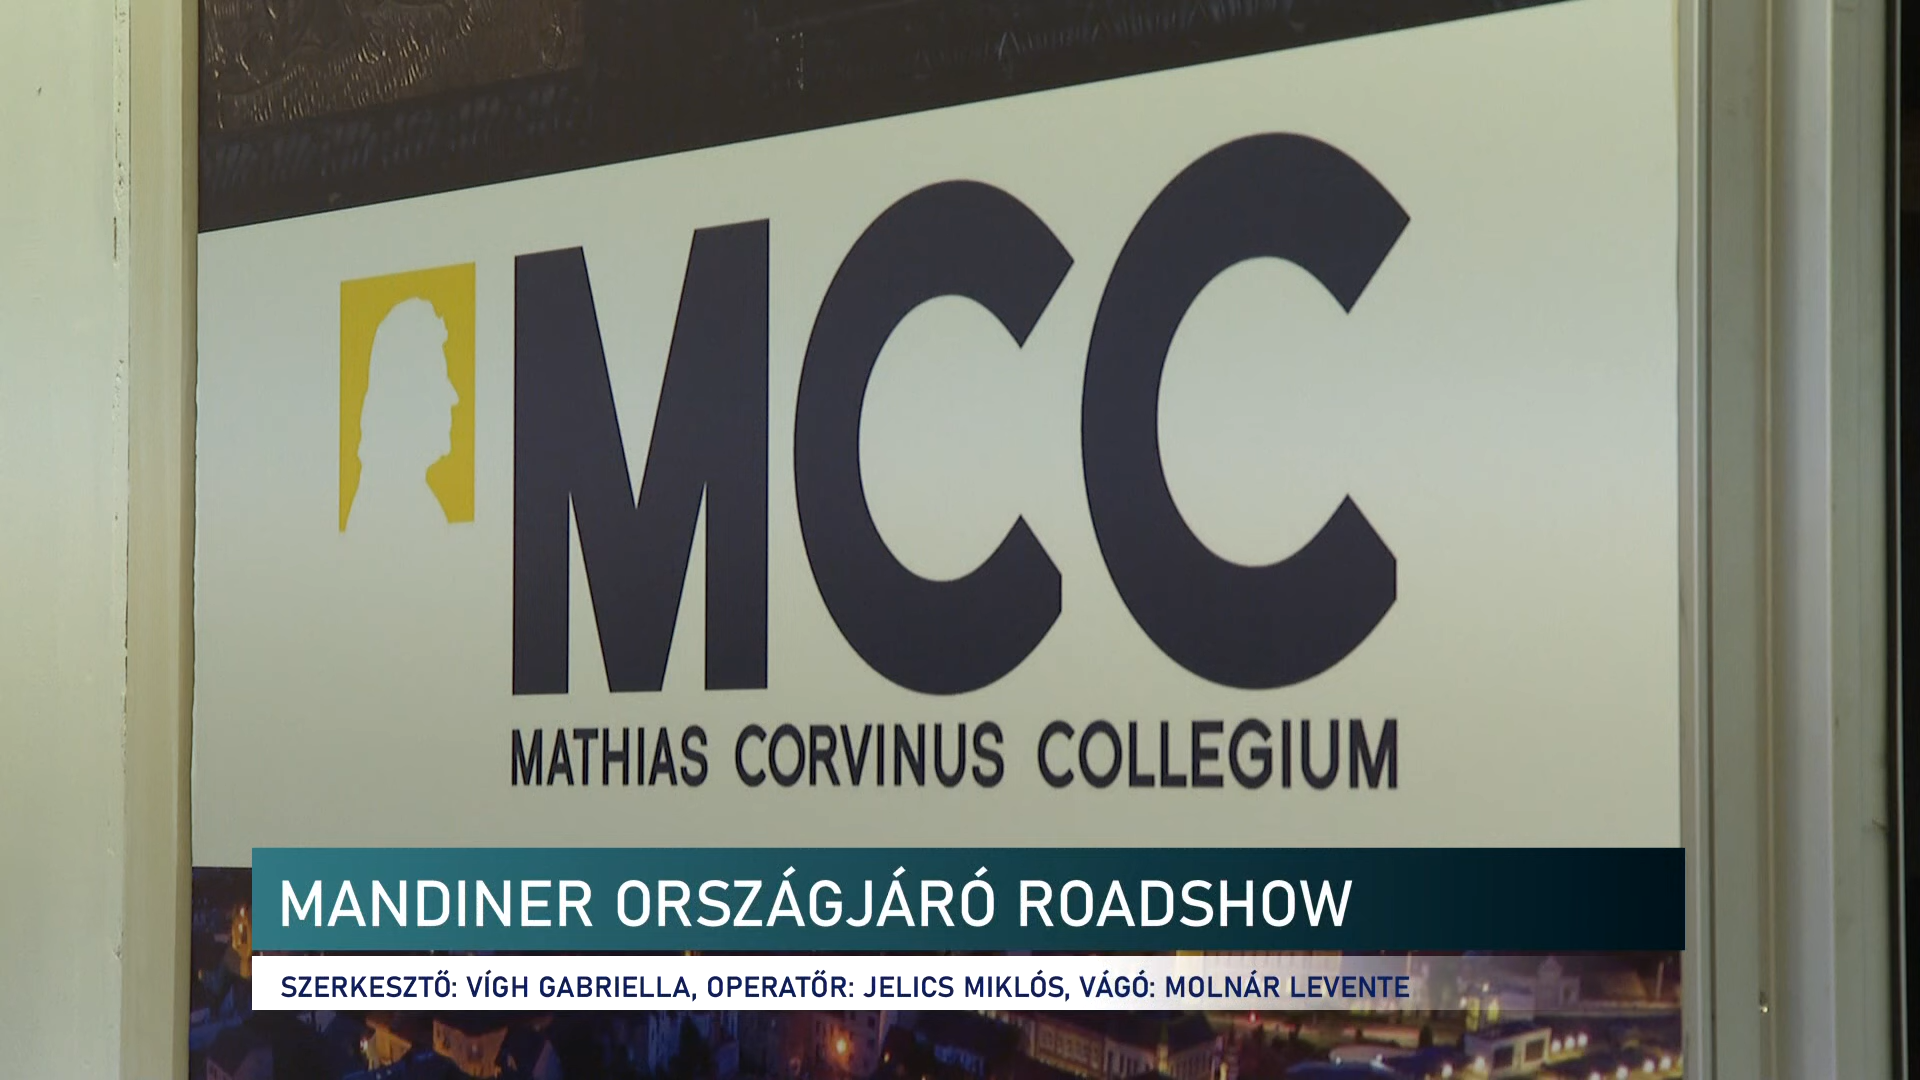 MCC
MATHIAS CORVINUS COLLEGIUM
MANDINER ORSZÁGJÁRÓ ROADSHOW
SZERKESZTŐ: VÍGH GABRIELLA, OPERATŐR: JELICS MIKLÓS, VÁGÓ: MOLNÁR LEVENTE